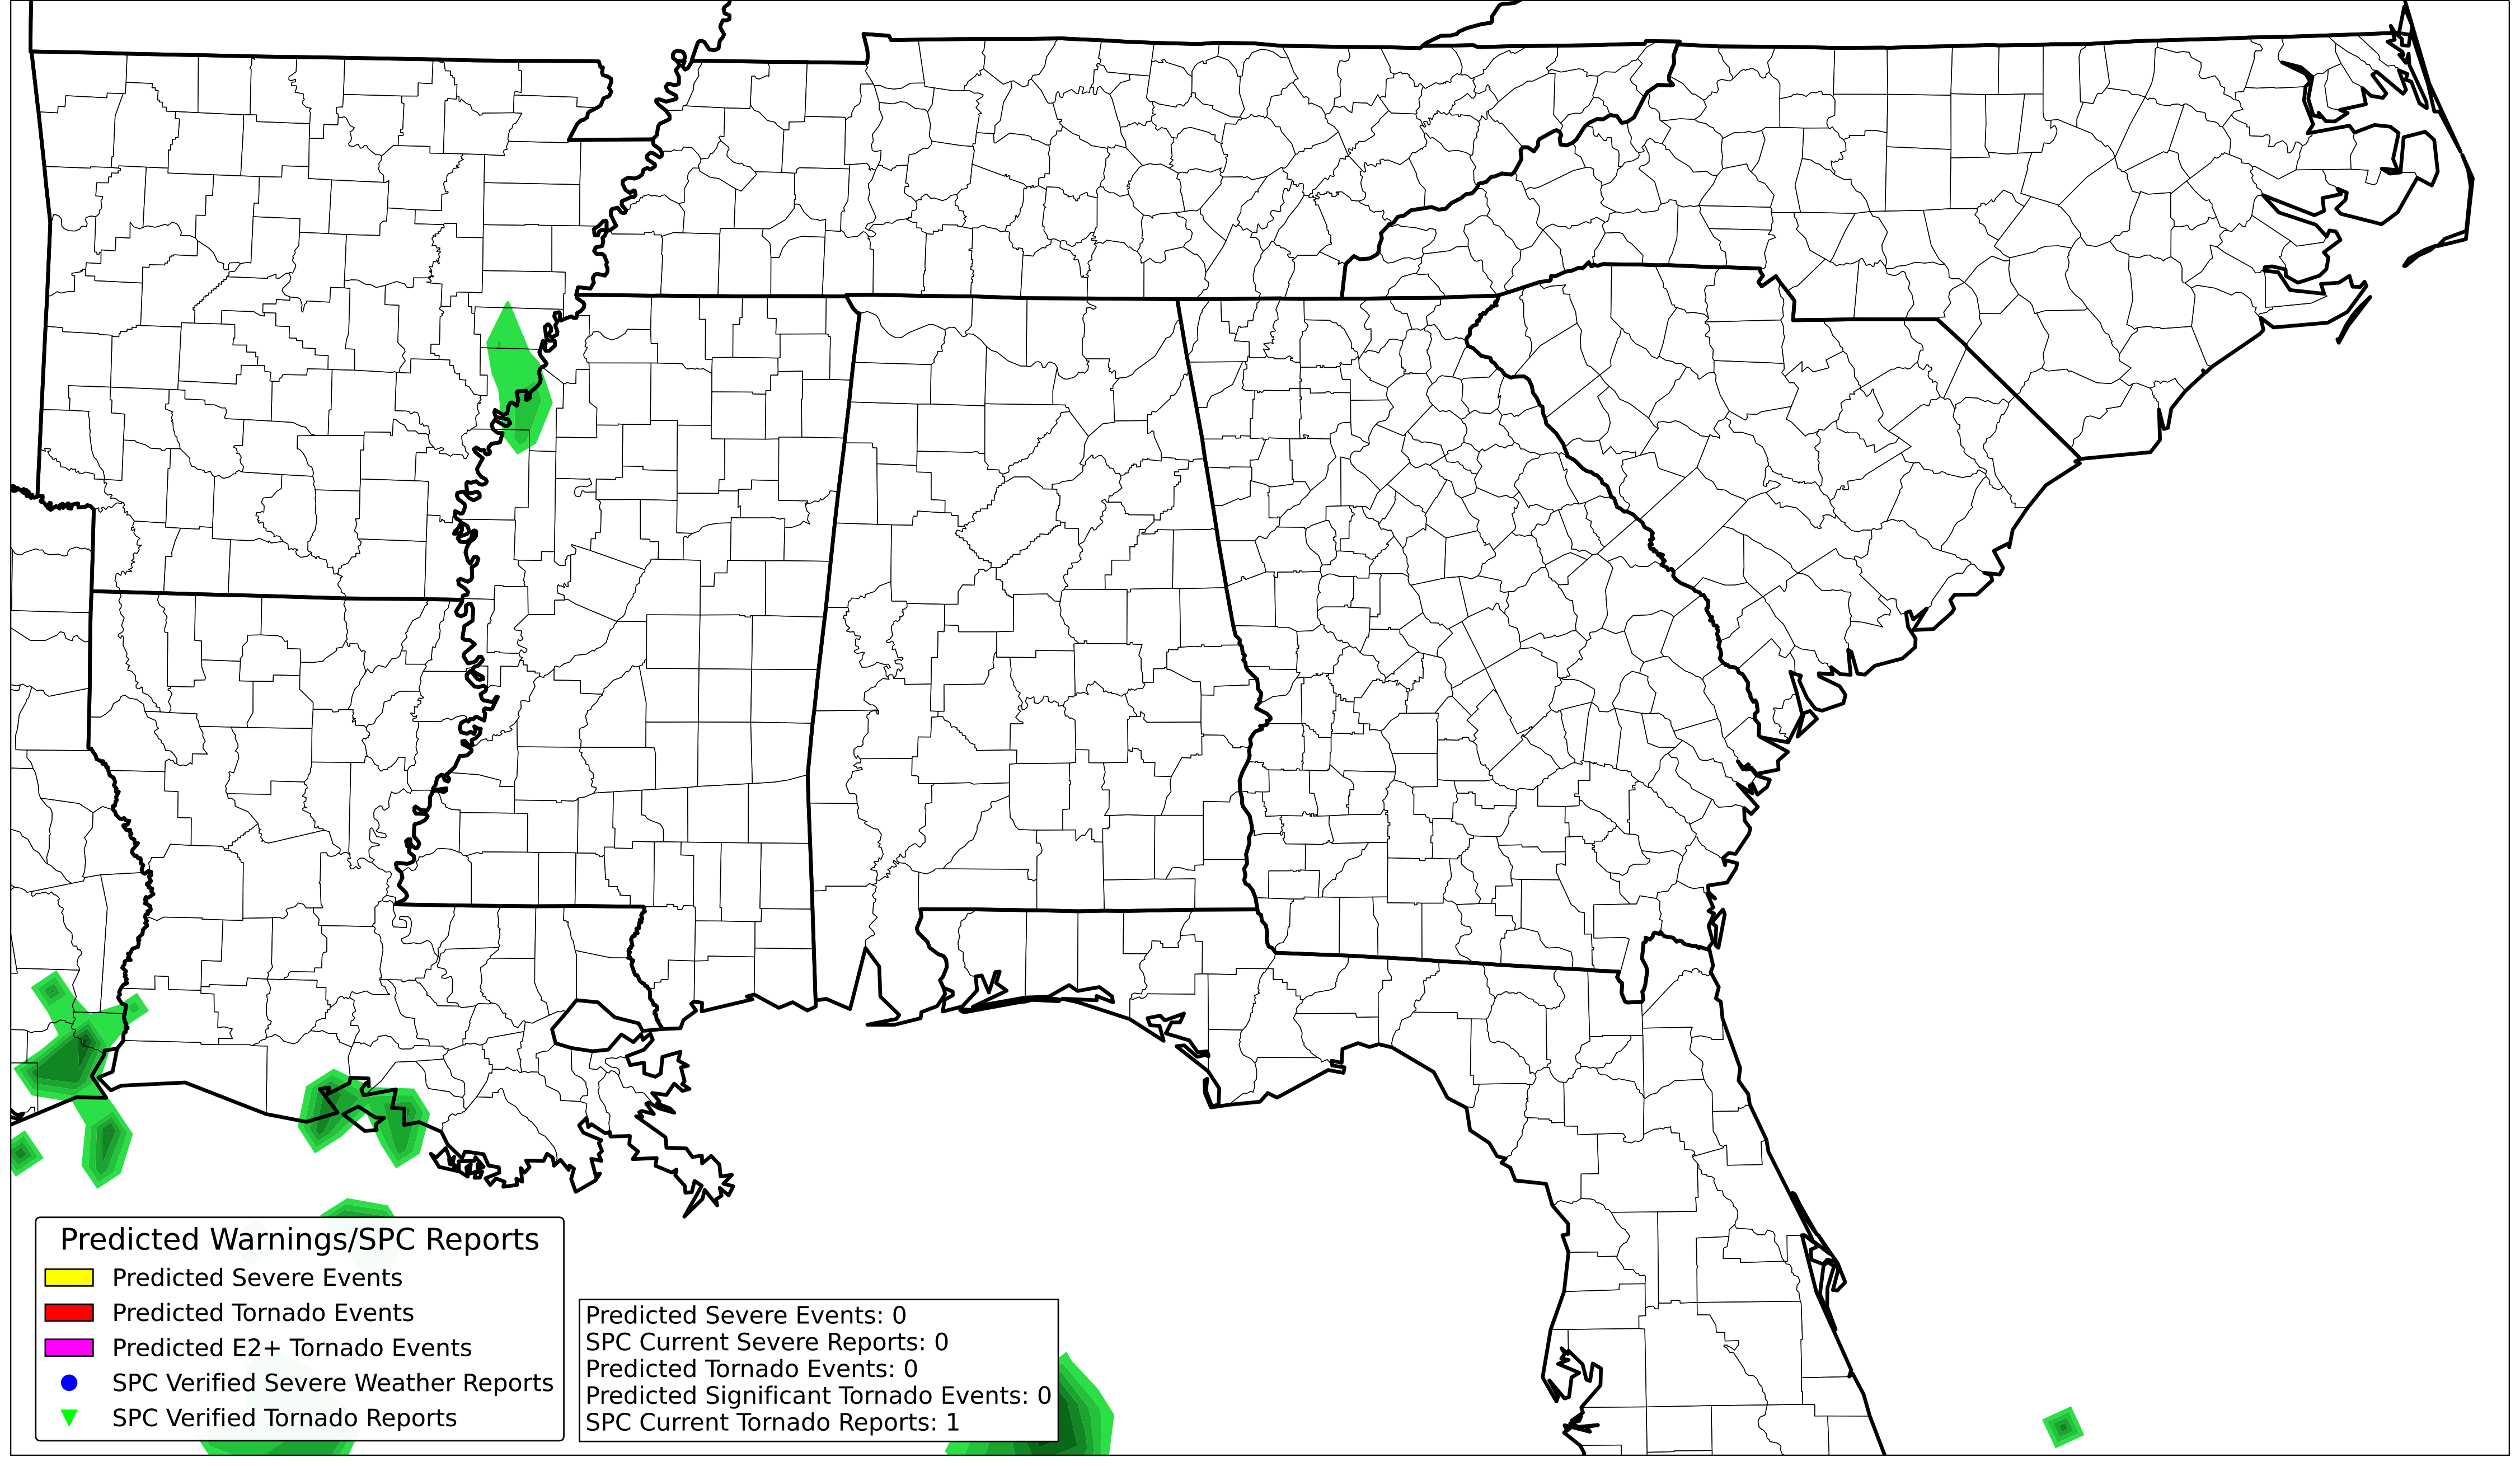 Predicted Warnings/SPC Reports
Predicted Severe Events
Predicted Tornado Events
Predicted E2+ Tornado Events
SPC Verified Severe Weather Reports
SPC Verified Tornado Reports
Predicted Severe Events: 0
SPC Current Severe Reports: 0
Predicted Tornado Events: 0
Predicted Significant Tornado Events: 0
SPC Current Tornado Reports: 1